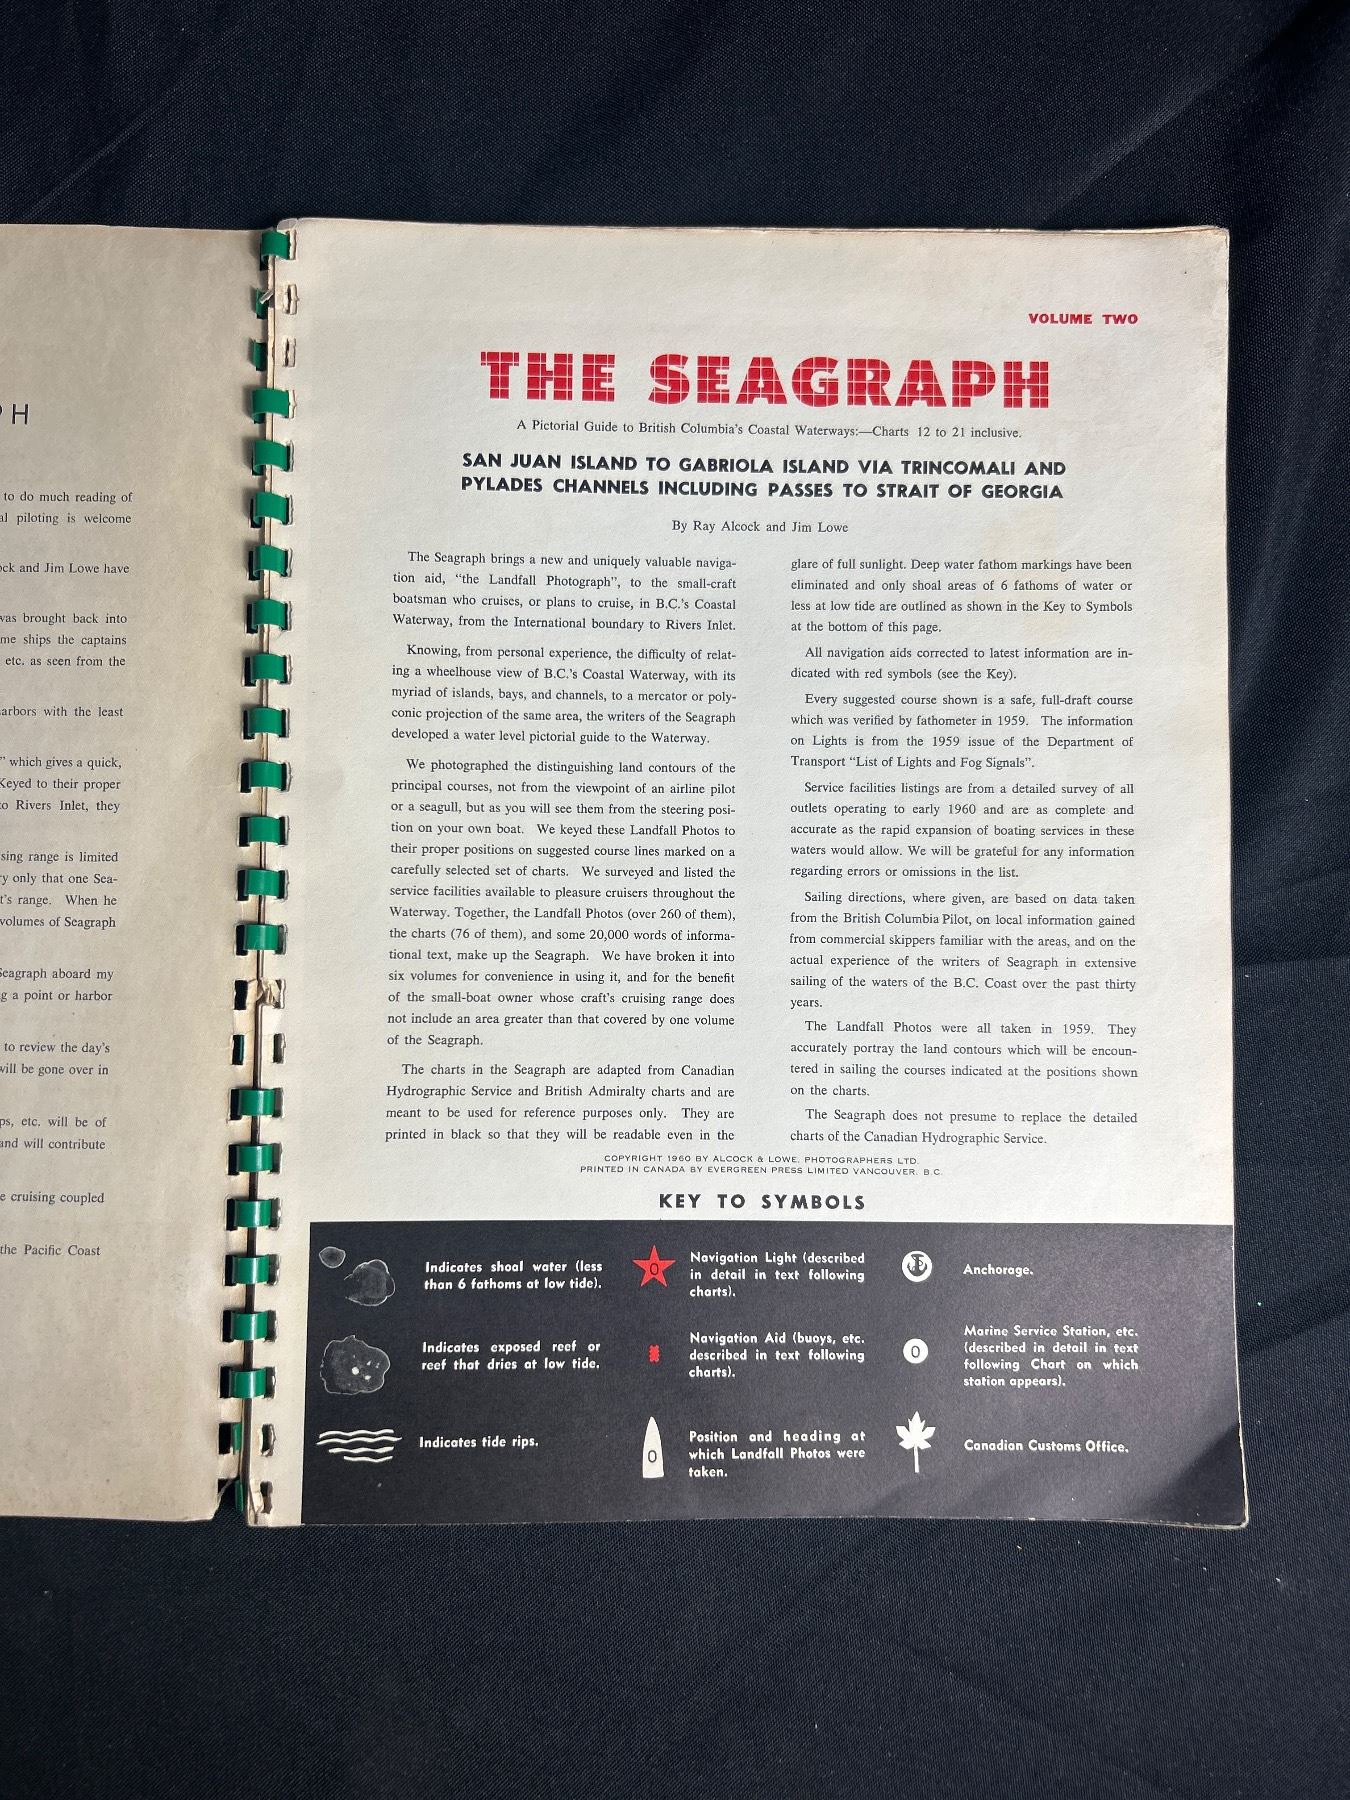 PH
to do much reading of
al piloting is welcome
ock and Jim Lowe have
was brought back into
me ships the captains
etc. as seen from the
arbors with the least
" which gives a quick,
Keyed to their proper
to Rivers Inlet, they
sing range is limited
ry only that one Sea-
t's range. When he
volumes of Seagraph
Seagraph aboard my
g a point or harbor
to review the day's
will be gone over in
ps, etc. will be of
and will contribute
e cruising coupled
the Pacific Coast
VOLUME TWO
THE SEAGRAPH
A Pictorial Guide to British Columbia's Coastal Waterways:—Charts 12 to 21 inclusive.
SAN JUAN ISLAND TO GABRIOLA ISLAND VIA TRINCOMALI AND
PYLADES CHANNELS INCLUDING PASSES TO STRAIT OF GEORGIA
By Ray Alcock and Jim Lowe
The Seagraph brings a new and uniquely valuable naviga-
tion aid, "the Landfall Photograph", to the small-craft
boatsman who cruises, or plans to cruise, in B.C.'s Coastal
Waterway, from the International boundary to Rivers Inlet.
Knowing, from personal experience, the difficulty of relat-
ing a wheelhouse view of B.C.'s Coastal Waterway, with its
myriad of islands, bays, and channels, to a mercator or poly-
conic projection of the same area, the writers of the Seagraph
developed a water level pictorial guide to the Waterway.
We photographed the distinguishing land contours of the
principal courses, not from the viewpoint of an airline pilot
or a seagull, but as you will see them from the steering posi-
tion on your own boat. We keyed these Landfall Photos to
their proper positions on suggested course lines marked on a
carefully selected set of charts. We surveyed and listed the
service facilities available to pleasure cruisers throughout the
Waterway. Together, the Landfall Photos (over 260 of them),
the charts (76 of them), and some 20,000 words of informa-
tional text, make up the Seagraph. We have broken it into
six volumes for convenience in using it, and for the benefit
of the small-boat owner whose craft's cruising range does
not include an area greater than that covered by one volume
of the Seagraph.
The charts in the Seagraph are adapted from Canadian
Hydrographic Service and British Admiralty charts and are
meant to be used for reference purposes only. They are
printed in black so that they will be readable even in the
glare of full sunlight. Deep water fathom markings have been
eliminated and only shoal areas of 6 fathoms of water or
less at low tide are outlined as shown in the Key to Symbols
at the bottom of this page.
All navigation aids corrected to latest information are in-
dicated with red symbols (see the Key).
Every suggested course shown is a safe, full-draft course
which was verified by fathometer in 1959. The information
on Lights is from the 1959 issue of the Department of
Transport "List of Lights and Fog Signals".
Service facilities listings are from a detailed survey of all
outlets operating to early 1960 and are as complete and
accurate as the rapid expansion of boating services in these
waters would allow. We will be grateful for any information
regarding errors or omissions in the list.
Sailing directions, where given, are based on data taken
from the British Columbia Pilot, on local information gained
from commercial skippers familiar with the areas, and on the
actual experience of the writers of Seagraph in extensive
sailing of the waters of the B.C. Coast over the past thirty
years.
The Landfall Photos were all taken in 1959. They
accurately portray the land contours which will be encoun-
tered in sailing the courses indicated at the positions shown
on the charts.
The Seagraph does not presume to replace the detailed
charts of the Canadian Hydrographic Service.
COPYRIGHT 1960 BY ALCOCK & LOWE, PHOTOGRAPHERS LTD.
PRINTED IN CANADA BY EVERGREEN PRESS LIMITED VANCOUVER, B.C.
KEY TO SYMBOLS
Indicates shoal water (less
than 6 fathoms at low tide).
Indicates exposed reef or
reef that dries at low tide.
Indicates tide rips.
0
Navigation Light (described
in detail in text following
charts).
Navigation Aid (buoys, etc.
described in text following
charts).
0
Position and heading at
which Landfall Photos were
taken.
Anchorage.
0
Marine Service Station, etc.
(described in detail in text
following Chart on which
station appears).
Canadian Customs Office.